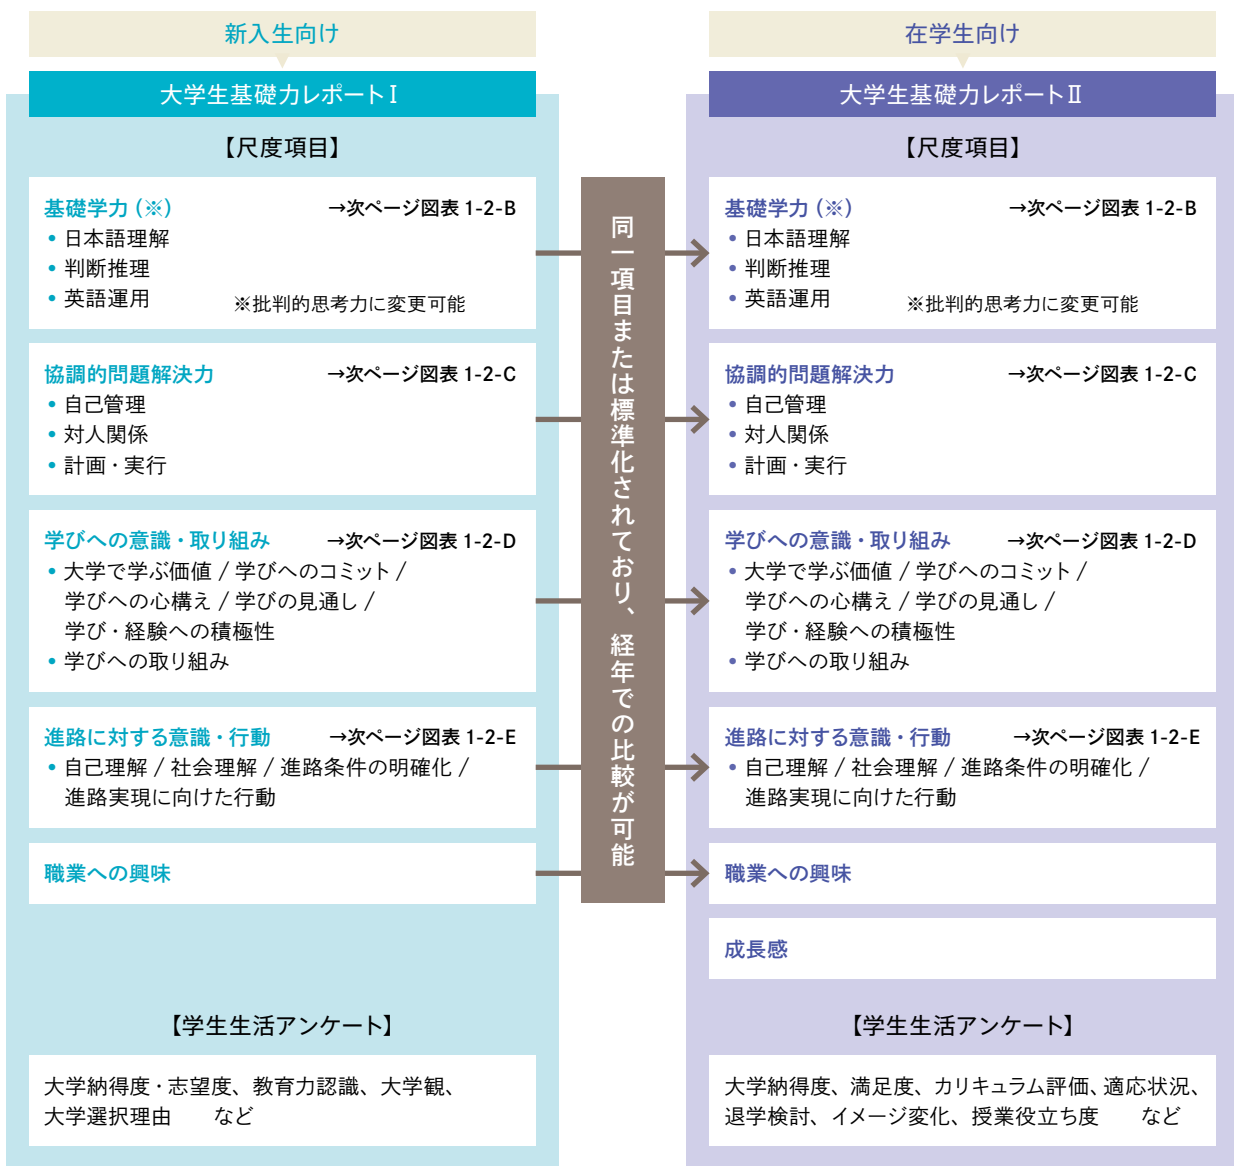 新入生向け
大学生基礎力レポートⅠ
【尺度項目】
基礎学力（※） →次ページ図表 1-2-B
• 日本語理解
• 判断推理
• 英語運用 ※批判的思考力に変更可能
協調的問題解決力 →次ページ図表 1-2-C
• 自己管理
• 対人関係
• 計画・実行
学びへの意識・取り組み →次ページ図表 1-2-D
• 大学で学ぶ価値 / 学びへのコミット /
学びへの心構え / 学びの見通し /
学び・経験への積極性
• 学びへの取り組み
進路に対する意識・行動 →次ページ図表 1-2-E
• 自己理解 / 社会理解 / 進路条件の明確化 /
進路実現に向けた行動
職業への興味
【学生生活アンケート】
大学納得度・志望度、教育力認識、大学観、
大学選択理由 など
同一項目または標準化されており、経年での比較が可能
在学生向け
大学生基礎力レポートⅡ
【尺度項目】
基礎学力（※） →次ページ図表 1-2-B
• 日本語理解
• 判断推理
• 英語運用 ※批判的思考力に変更可能
協調的問題解決力 →次ページ図表 1-2-C
• 自己管理
• 対人関係
• 計画・実行
学びへの意識・取り組み →次ページ図表 1-2-D
• 大学で学ぶ価値 / 学びへのコミット /
学びへの心構え / 学びの見通し /
学び・経験への積極性
• 学びへの取り組み
進路に対する意識・行動 →次ページ図表 1-2-E
• 自己理解 / 社会理解 / 進路条件の明確化 /
進路実現に向けた行動
職業への興味
成長感
【学生生活アンケート】
大学納得度、満足度、カリキュラム評価、適応状況、
退学検討、イメージ変化、授業役立ち度 など